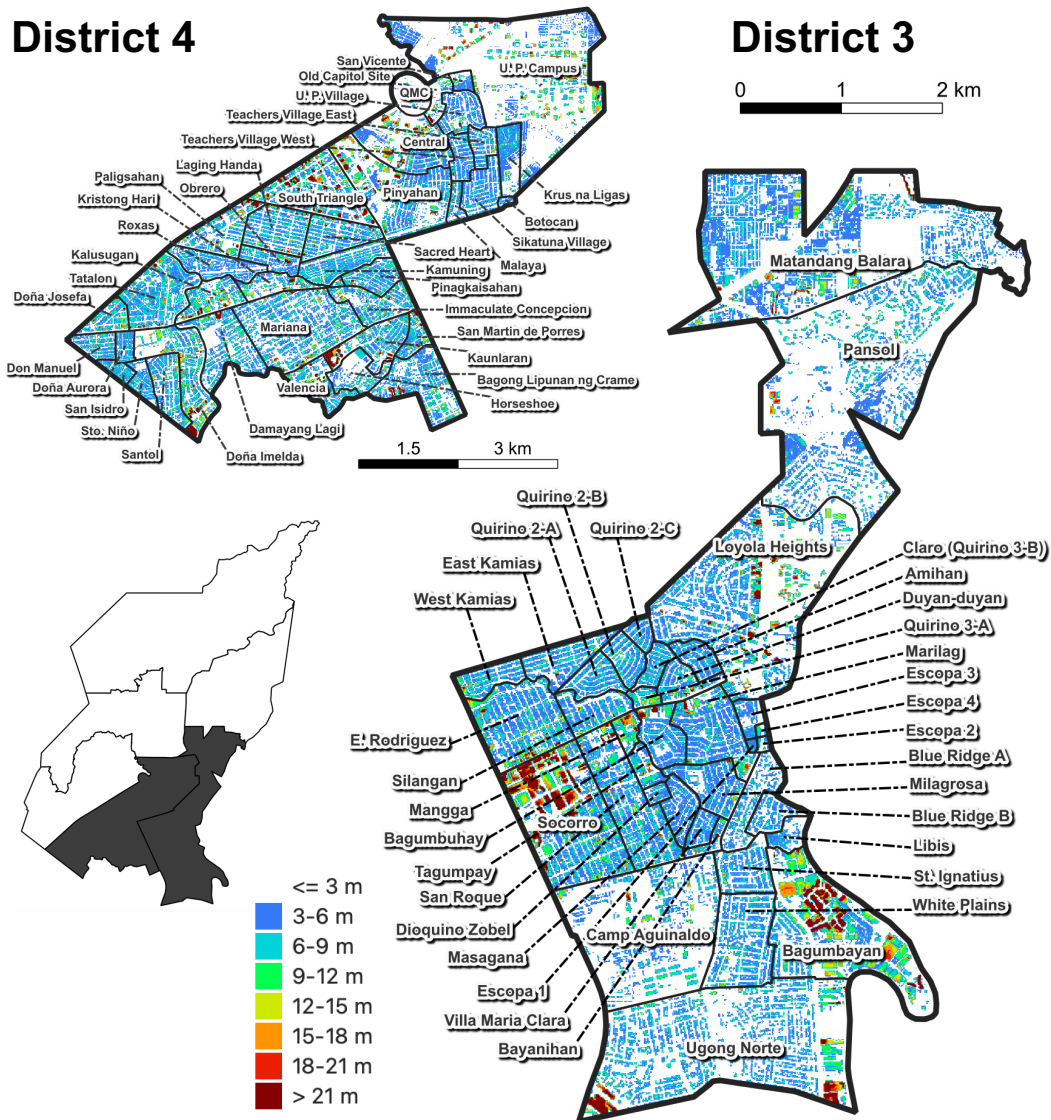 District 4
District 3
San Vicente
U. P. Campus
Old Capitol Site
QMC
U. P. Village
Teachers Village East
Central
Teachers Village West
Laging Handa
Pinyahan
Paligsahan
Krus na Ligas
Obrero
South Triangle
Kristong Hari
Botocan
Roxas
Sikatuna Village
Sacred Heart
Malaya
Kalusugan
Kamuning
Tatalon
Pinagkaisahan
Doña Josefa
Immaculate Concepcion
Mariana
San Martin de Porres
Don Manuel
Kaunlaran
Doña Aurora
Valencia
Bagong Lipunan ng Crame
San Isidro
Horseshoe
Sto. Niño
Damayang Lagi
Santol
Doña Imelda
1.5 3 km
0 1 2 km
Matandang Balara
Pansol
Quirino 2-B
Quirino 2-A
Quirino 2-C
Loyola Heights
Claro (Quirino 3-B)
East Kamias
Amihan
West Kamias
Duyan-duyan
Quirino 3-A
Marilag
Escopa 3
Escopa 4
E. Rodriguez
Escopa 2
Silangan
Blue Ridge A
Mangga
Milagrosa
Socorro
Blue Ridge B
Bagumbuhay
Libis
Tagumpay
St. Ignatius
San Roque
White Plains
Dioquino Zobel
Camp Aguinaldo
Bagumbayan
Masagana
Escopa 1
Villa Maria Clara
Bayanihan
Ugong Norte
<= 3 m
3-6 m
6-9 m
9-12 m
12-15 m
15-18 m
18-21 m
> 21 m